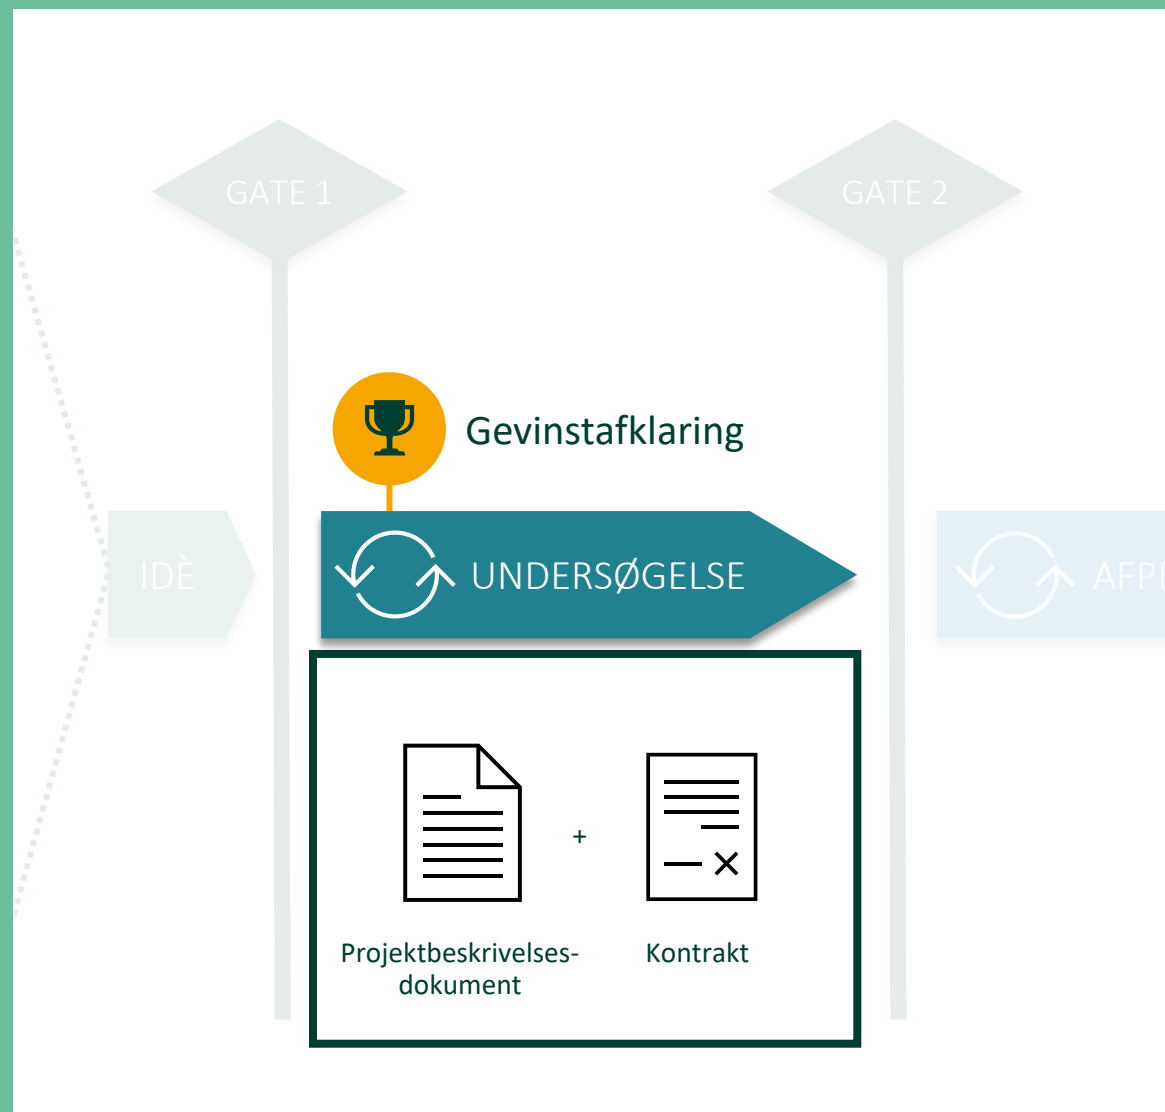 GATE 1
GATE 2
Gevinstafklaring
IDÈ
UNDERSØGELSE
+
Projektbeskrivelses-
dokument
Kontrakt